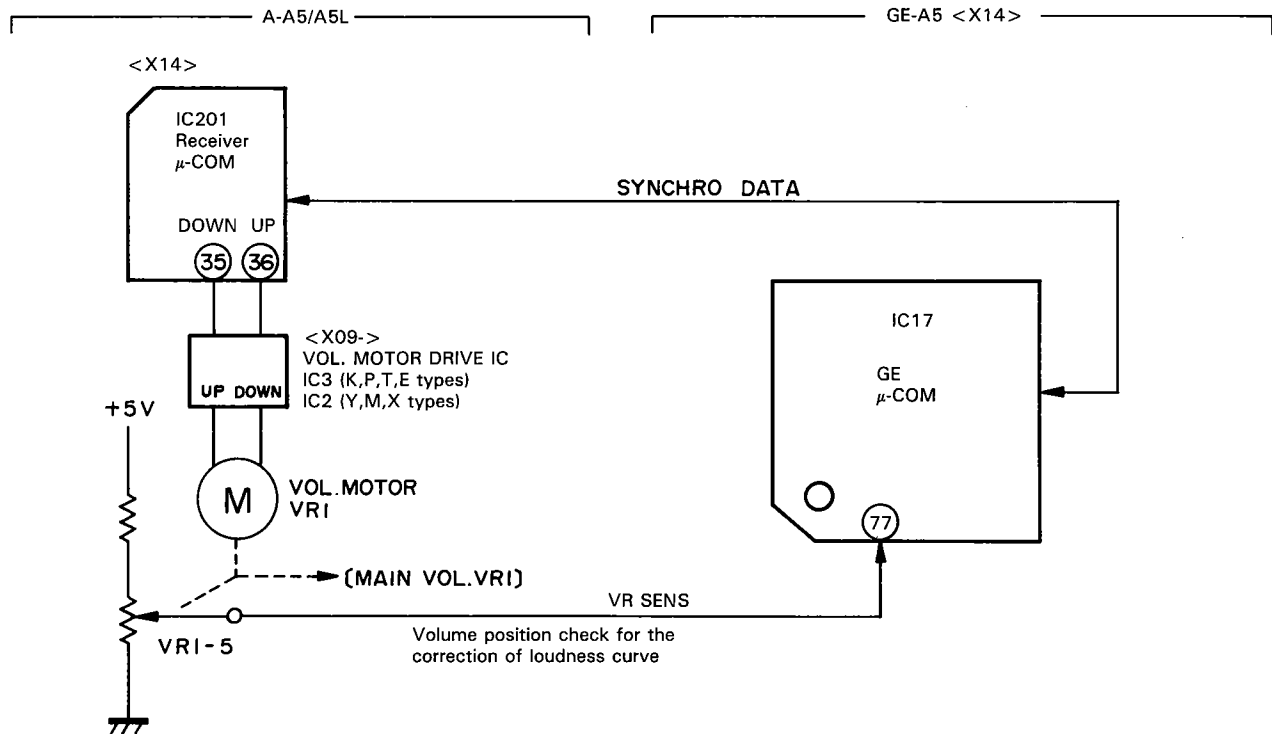 A-A5/A5L
GE-A5 <X14>
<X14>
IC201
Receiver
μ-COM
DOWN UP
35 36
SYNCHRO DATA
<X09->
VOL. MOTOR DRIVE IC
IC3 (K,P,T,E types)
IC2 (Y,M,X types)
UP DOWN
+5V
M
VOL.MOTOR
VR1
(MAIN VOL.VR1)
VR1-5
VR SENS
Volume position check for the
correction of loudness curve
IC17
GE
μ-COM
77